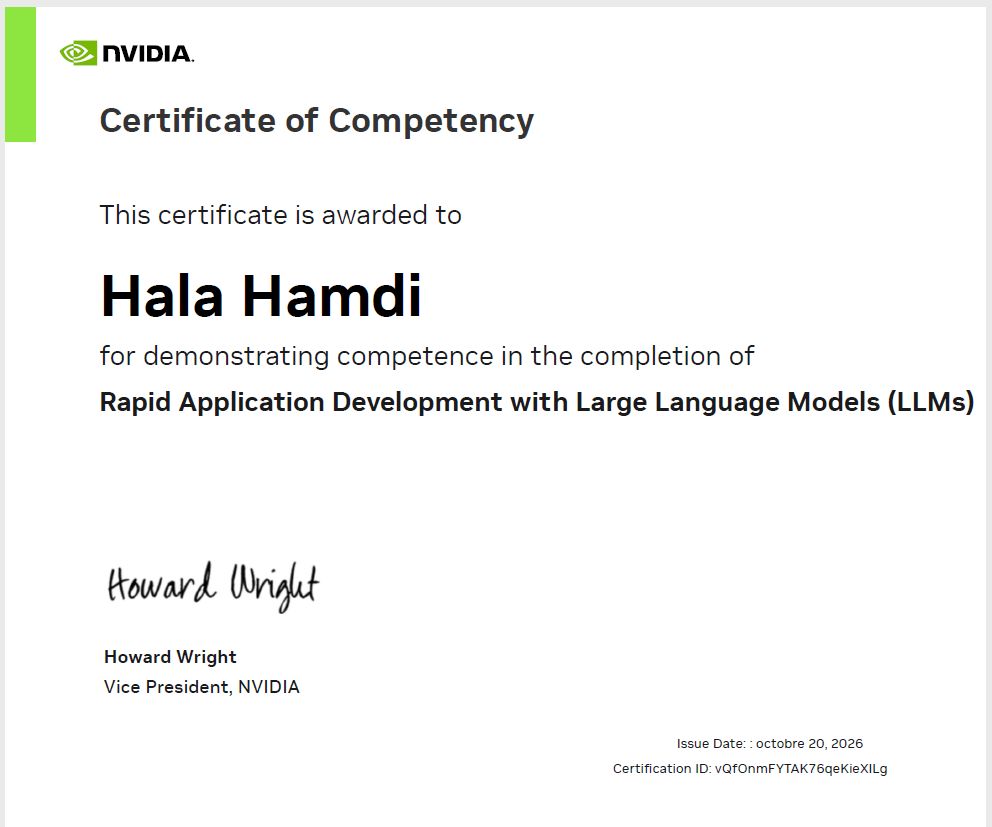 NVIDIA.
Certificate of Competency
This certificate is awarded to
Hala Hamdi
for demonstrating competence in the completion of
Rapid Application Development with Large Language Models (LLMs)
Howard Wright
Howard Wright
Vice President, NVIDIA
Issue Date: : octobre 20, 2026
Certification ID: vQfOnmFYTAK76qeKieXILg